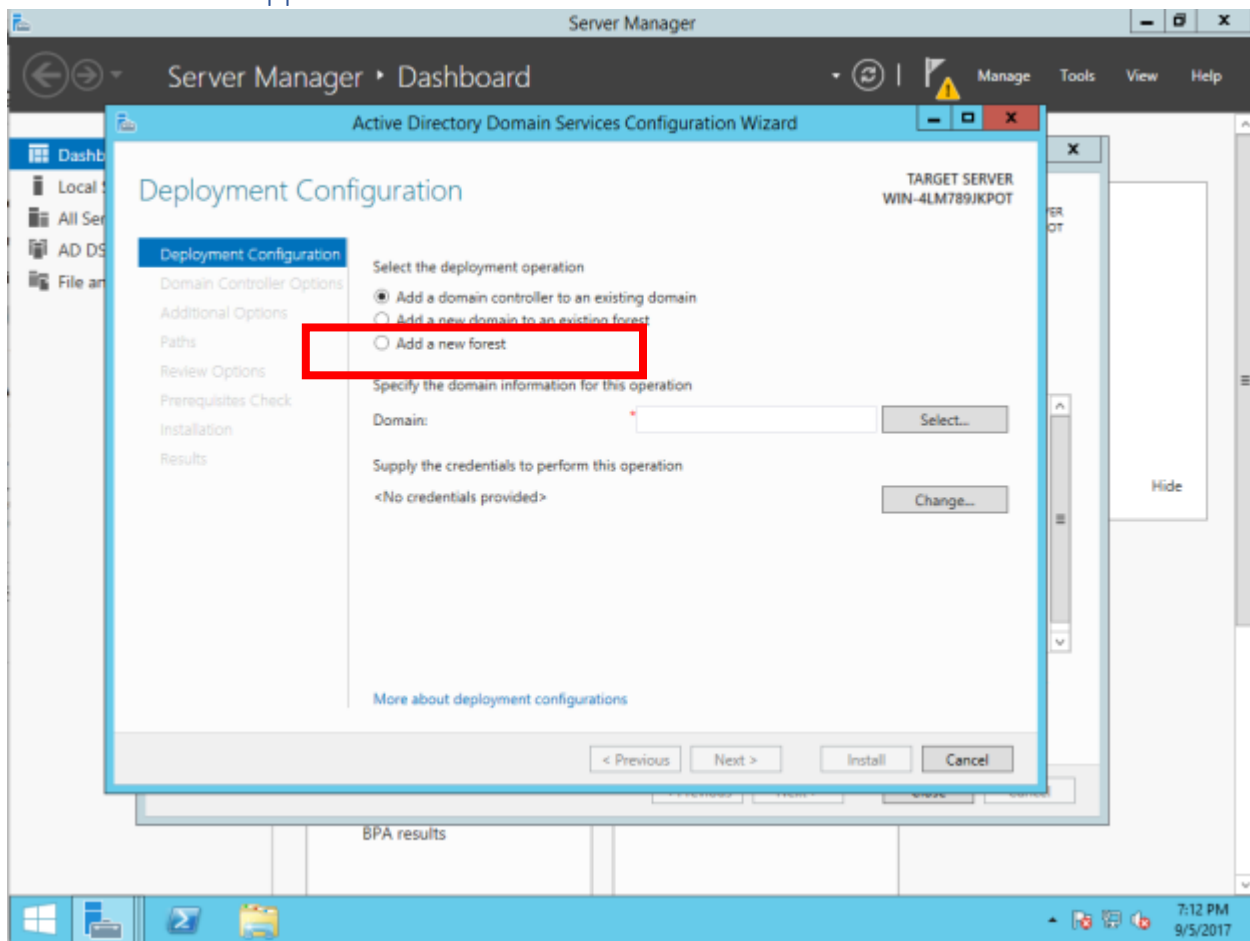 Server Manager
Server Manager • Dashboard
Manage Tools View Help
Active Directory Domain Services Configuration Wizard
Dashb
Local
All Ser
AD DS
File an
Deployment Configuration
TARGET SERVER
WIN-4LM789JKPOT
VER
OT
Deployment Configuration
Domain Controller Options
Additional Options
Paths
Review Options
Prerequisites Check
Installation
Results
Select the deployment operation
Add a domain controller to an existing domain
Add a new domain to an existing forest
Add a new forest
Specify the domain information for this operation
Domain: *
Select...
Supply the credentials to perform this operation
<No credentials provided>
Change...
Hide
More about deployment configurations
< Previous Next > Install Cancel
BPA results
7:12 PM
9/5/2017